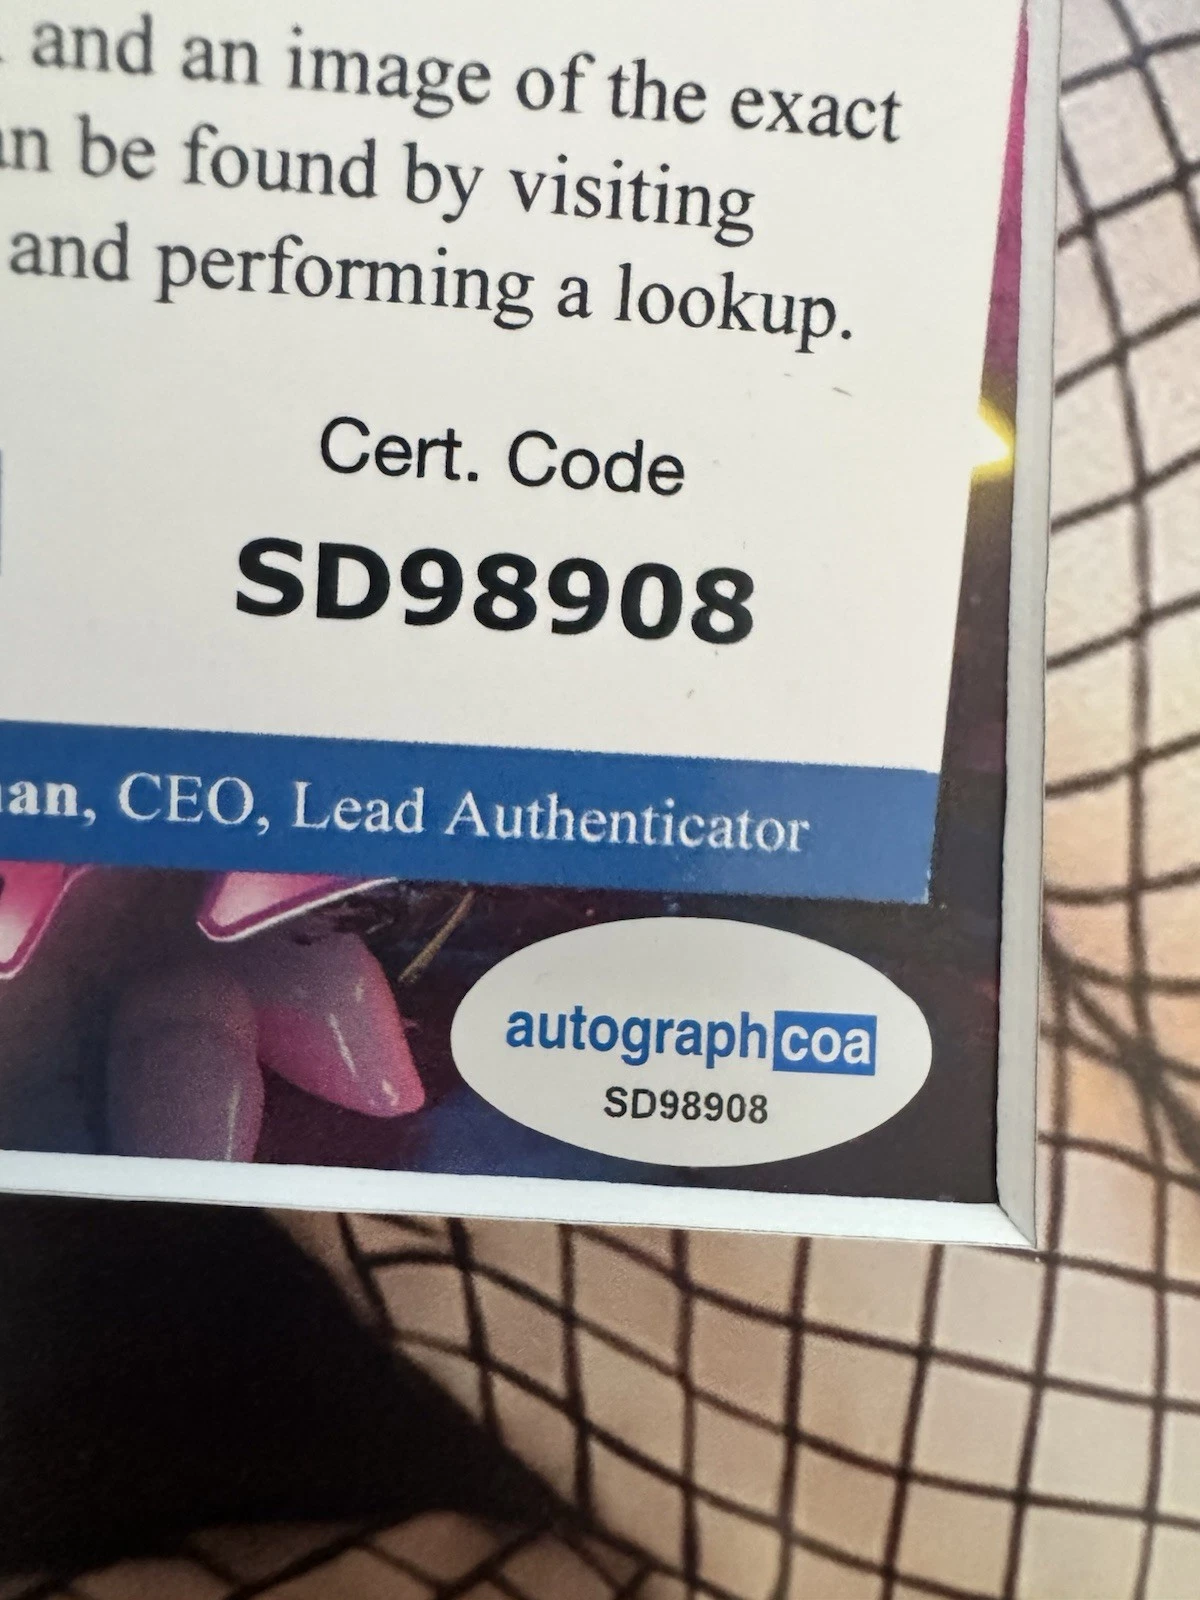 and an image of the exact
be found by visiting
and performing a lookup.
Cert. Code
SD98908
CEO, Lead Authenticator
autographcoa
SD98908